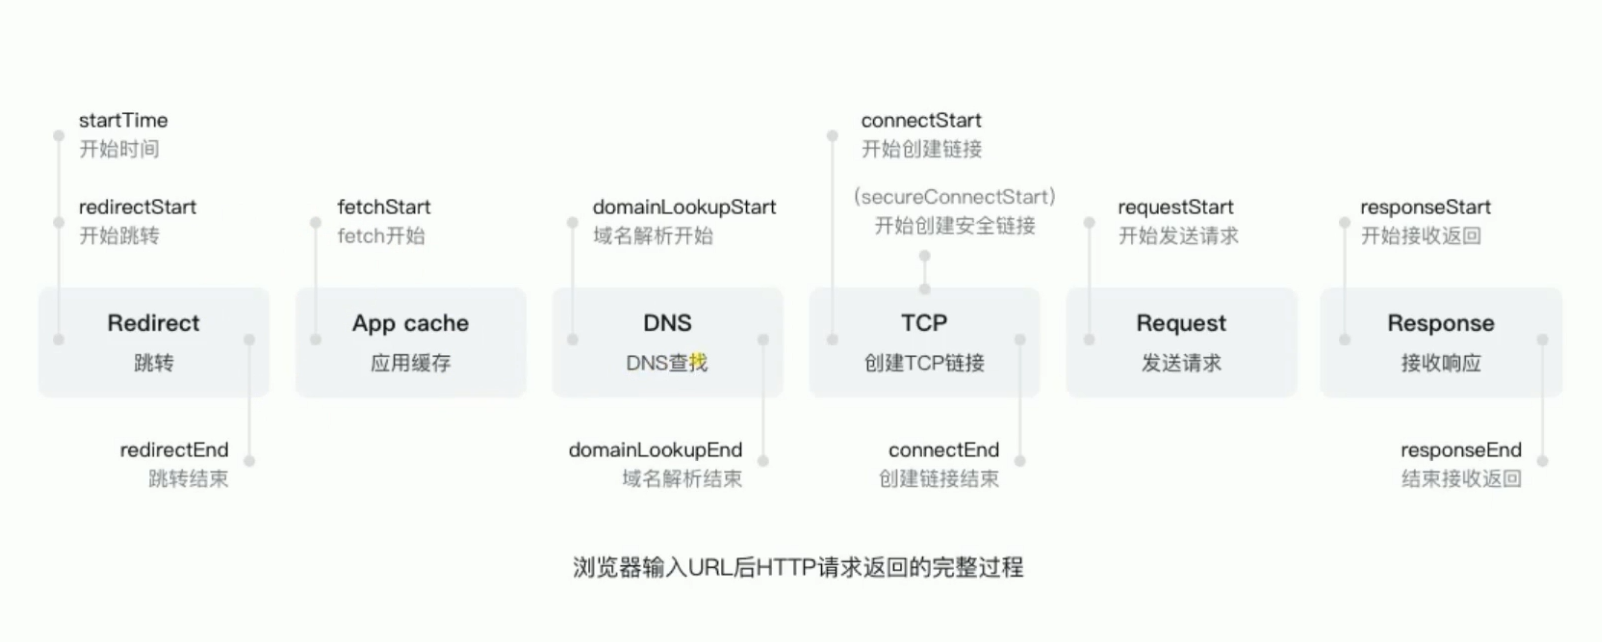 startTime
开始时间
connectStart
开始创建链接
(secureConnectStart)
开始创建安全链接
redirectStart
开始跳转
fetchStart
fetch开始
domainLookupStart
域名解析开始
requestStart
开始发送请求
responseStart
开始接收返回
Redirect
跳转
App cache
应用缓存
DNS
DNS查找
TCP
创建TCP链接
Request
发送请求
Response
接收响应
redirectEnd
跳转结束
domainLookupEnd
域名解析结束
connectEnd
创建链接结束
responseEnd
结束接收返回
浏览器输入URL后HTTP请求返回的完整过程